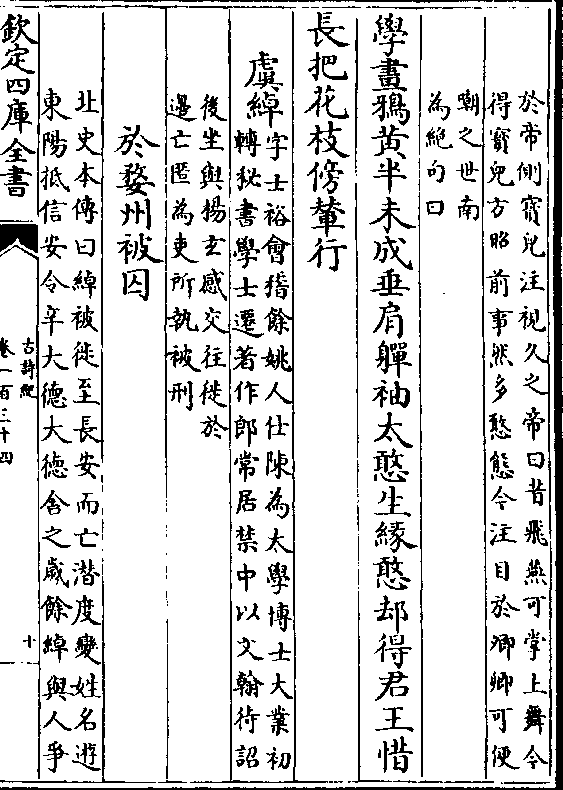 於帝側寳兒注視久之帝曰昔飛燕可掌上舞今
得寳兒方昭前事然多憨態今注目於卿卿可便
嘲之世南
為絶句曰
學畫鴉黄半未成垂肩嚲袖太憨生緣憨却得君王惜
長把花枝傍輦行
虞綽字士裕會稽餘姚人仕陳為太學博士大業初
轉秘書學士遷著作郎常居禁中以文翰待詔
後坐與楊玄感交往徙於
邊亡匿為吏所執被刑
於婺州被囚
北史本傳曰綽被徙至長安而亡潛度變姓名遊
東陽抵信安令辛大德大德舍之歲餘綽與人爭
欽定四庫全書
古詩紀
卷一百三十四
十